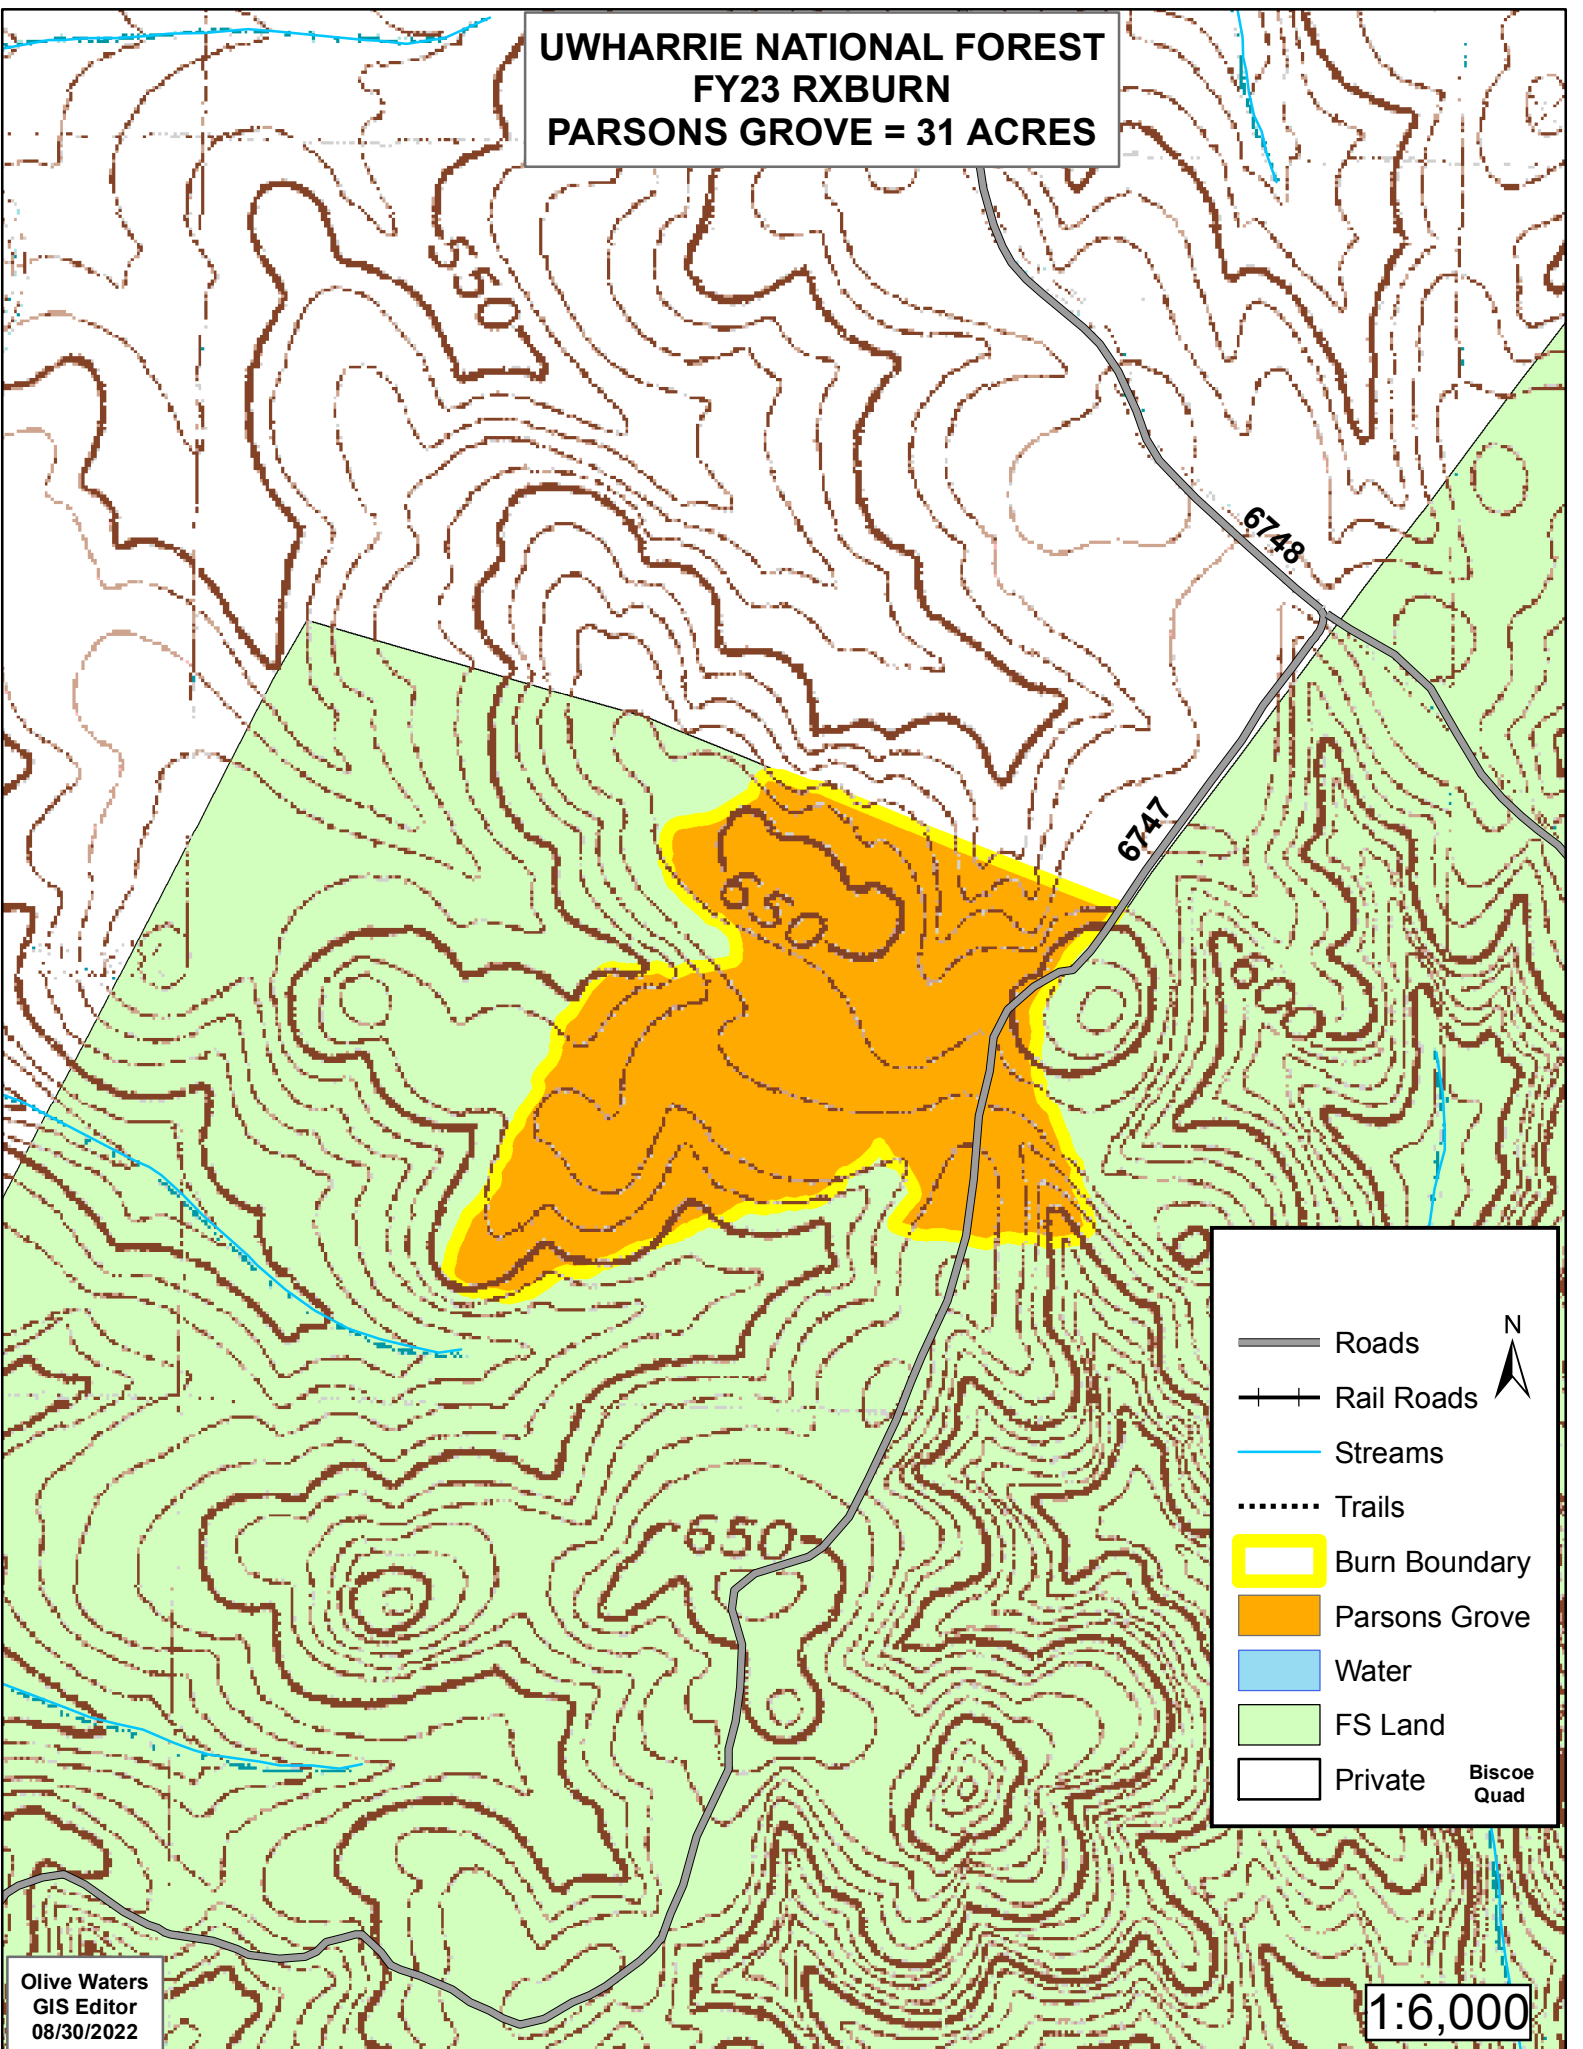 UWHARRIE NATIONAL FOREST
FY23 RXBURN
PARSONS GROVE = 31 ACRES
550
6748
6747
650
600
650
N
Roads
Rail Roads
Streams
Trails
Burn Boundary
Parsons Grove
Water
FS Land
Private
Biscoe
Quad
Olive Waters
GIS Editor
08/30/2022
1:6,000